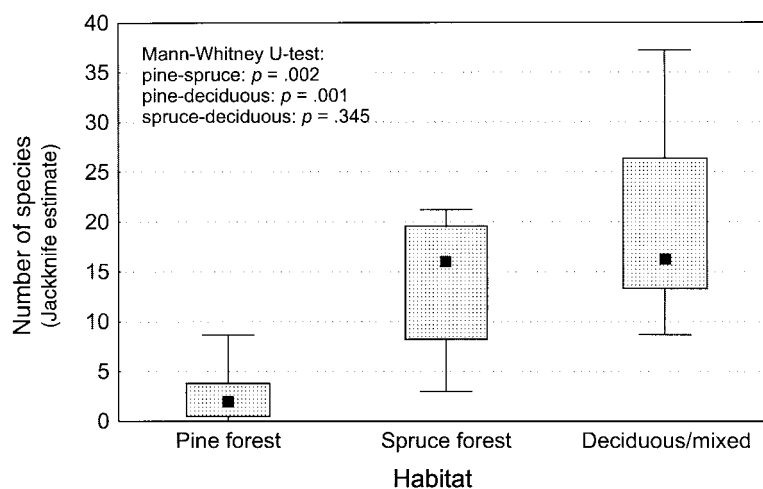 40
35
30
25
20
15
10
5
0
Number of species
(Jackknife estimate)
Mann-Whitney U-test:
pine-spruce: p = .002
pine-deciduous: p = .001
spruce-deciduous: p = .345
Pine forest
Spruce forest
Deciduous/mixed
Habitat